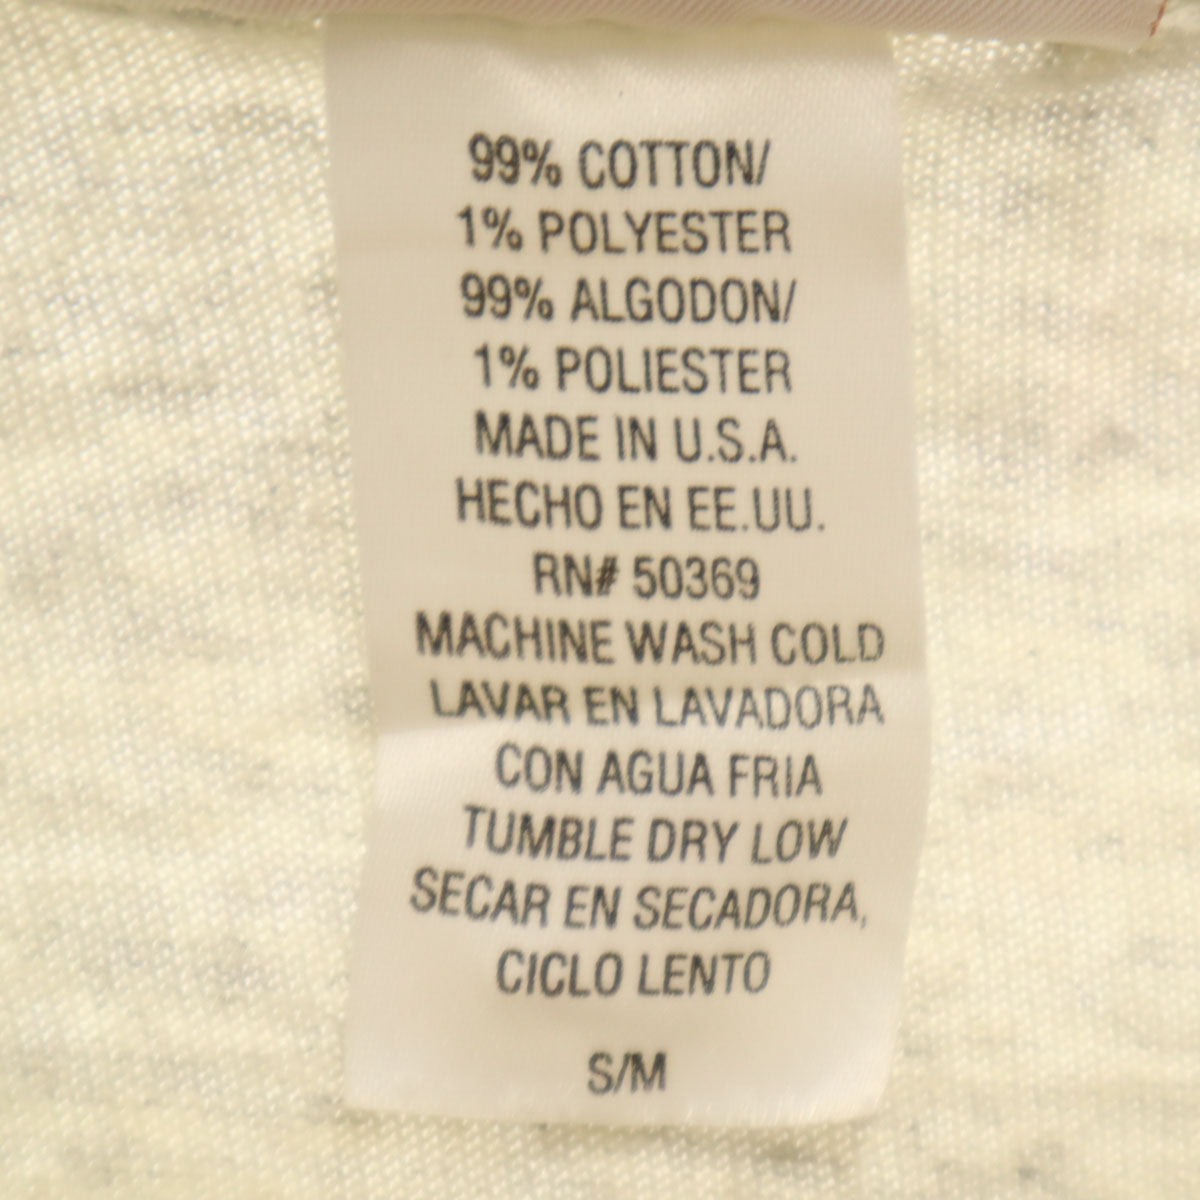 99% COTTON/
1% POLYESTER
99% ALGODON/
1% POLIESTER
MADE IN U.S.A.
HECHO EN EE.UU.
RN# 50369
MACHINE WASH COLD
LAVAR EN LAVADORA
CON AGUA FRIA
TUMBLE DRY LOW
SECAR EN SECADORA,
CICLO LENTO
S/M